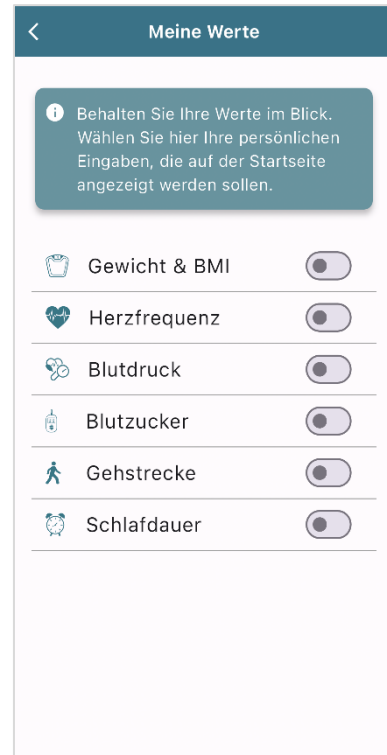 Meine Werte
Behalten Sie Ihre Werte im Blick.
Wählen Sie hier Ihre persönlichen
Eingaben, die auf der Startseite
angezeigt werden sollen.
Gewicht & BMI
Herzfrequenz
Blutdruck
Blutzucker
Gehstrecke
Schlafdauer